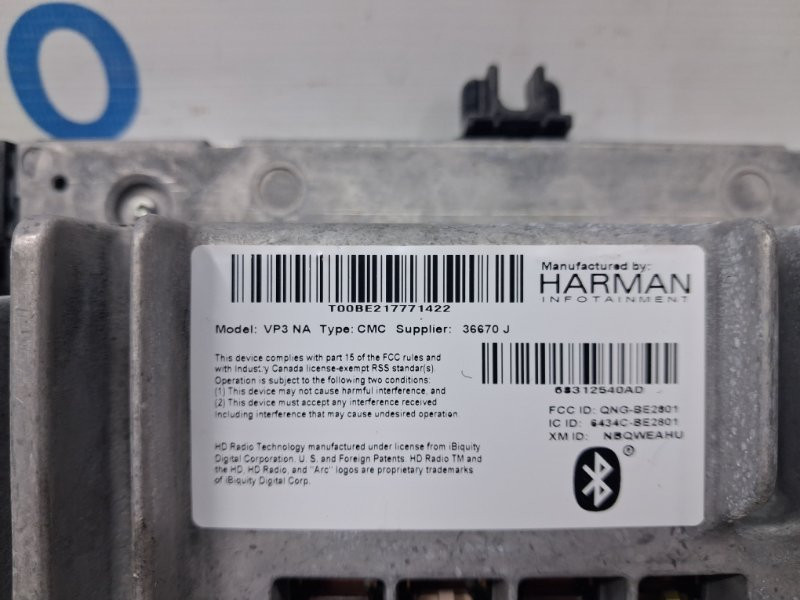 Manufactured by:
HARMAN
INFOTAINMENT
T00BE217771422
Model: VP3 NA Type: CMC Supplier: 36670 J
This device complies with part 15 of the FCC rules and
with Industry Canada license-exempt RSS standar(s).
Operation is subject to the following two conditions:
(1) This device may not cause harmful interference, and
(2) This device must accept any interference received
including interference that may cause undesired operation.
68312540AD
FCC ID: QNG-BE2801
IC ID: 6434C-BE2801
XM ID: N8QWEAHU
HD Radio Technology manufactured under license from iBiquity
Digital Corporation. U.S. and Foreign Patents. HD Radio TM and
the HD, HD Radio, and "Arc" logos are proprietary trademarks
of iBiquity Digital Corp.
®